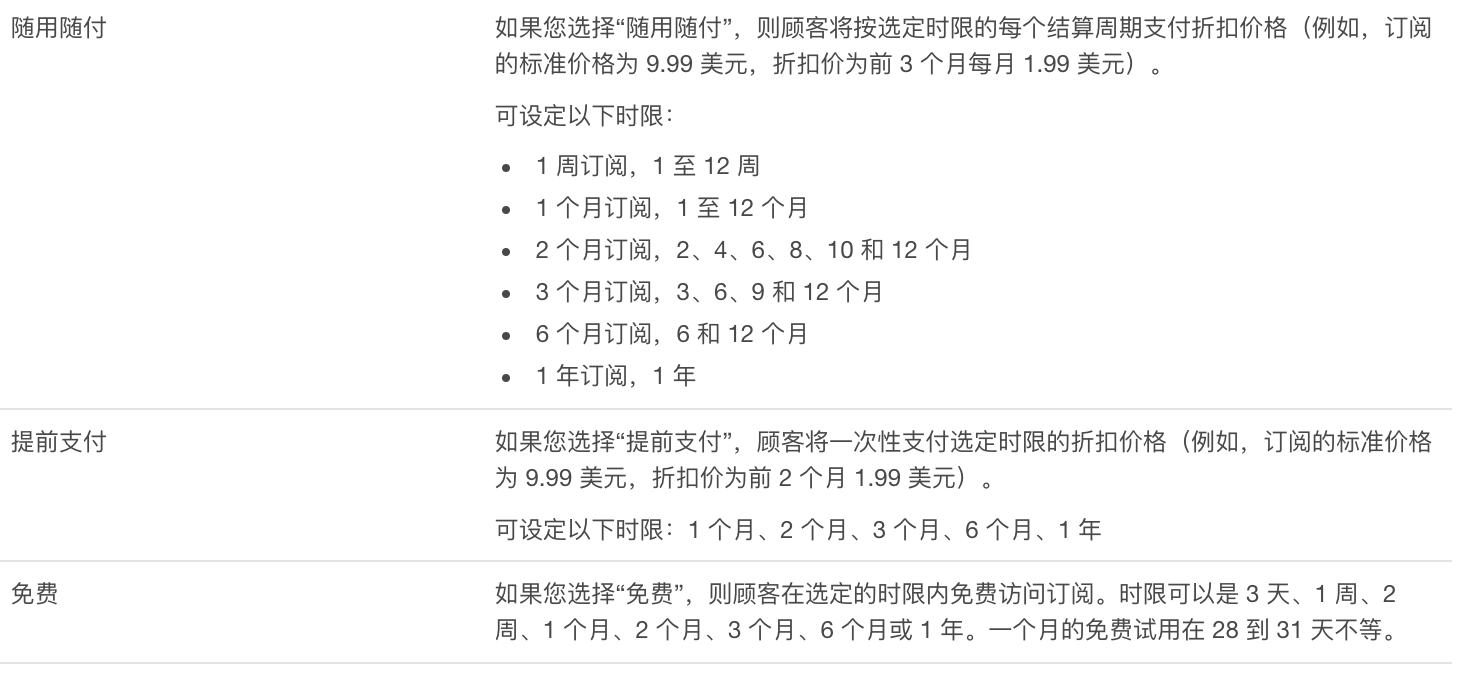 随用随付
如果您选择“随用随付”，则顾客将按选定时限的每个结算周期支付折扣价格（例如，订阅
的标准价格为 9.99 美元，折扣价为前 3 个月每月 1.99 美元）。
可设定以下时限：
• 1 周订阅，1 至 12 周
• 1 个月订阅，1 至 12 个月
• 2 个月订阅，2、4、6、8、10 和 12 个月
• 3 个月订阅，3、6、9 和 12 个月
• 6 个月订阅，6 和 12 个月
• 1 年订阅，1 年
提前支付
如果您选择“提前支付”，顾客将一次性支付选定时限的折扣价格（例如，订阅的标准价格
为 9.99 美元，折扣价为前 2 个月 1.99 美元）。
可设定以下时限：1 个月、2 个月、3 个月、6 个月、1 年
免费
如果您选择“免费”，则顾客在选定的时限内免费访问订阅。时限可以是 3 天、1 周、2
周、1 个月、2 个月、3 个月、6 个月或 1 年。一个月的免费试用在 28 到 31 天不等。